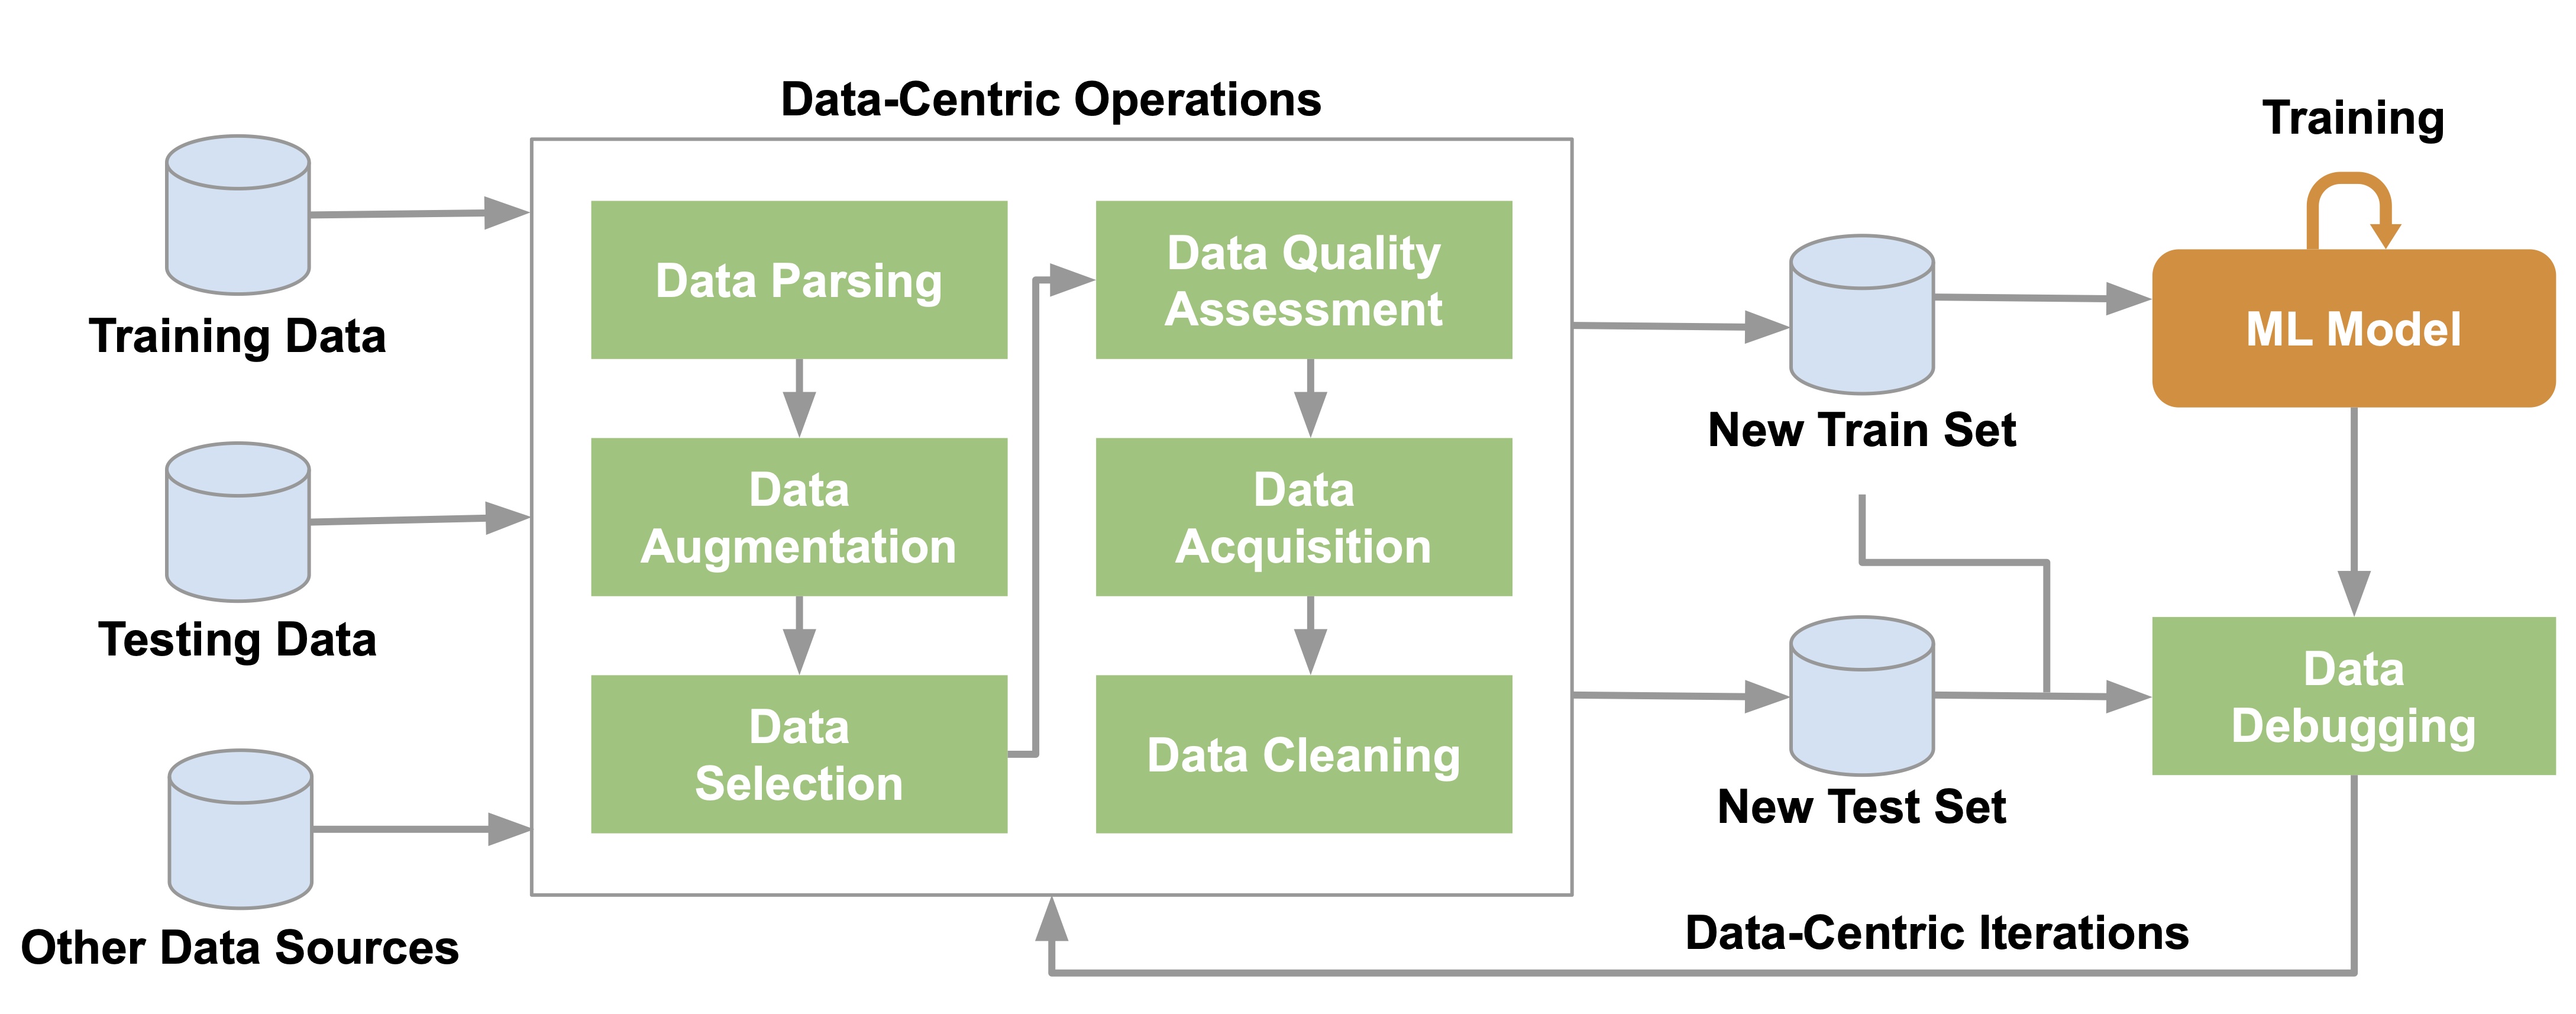 Data-Centric Operations
Training
Training Data
Testing Data
Other Data Sources
Data Parsing
Data
Augmentation
Data
Selection
Data Quality
Assessment
Data
Acquisition
Data Cleaning
New Train Set
New Test Set
ML Model
Data
Debugging
Data-Centric Iterations